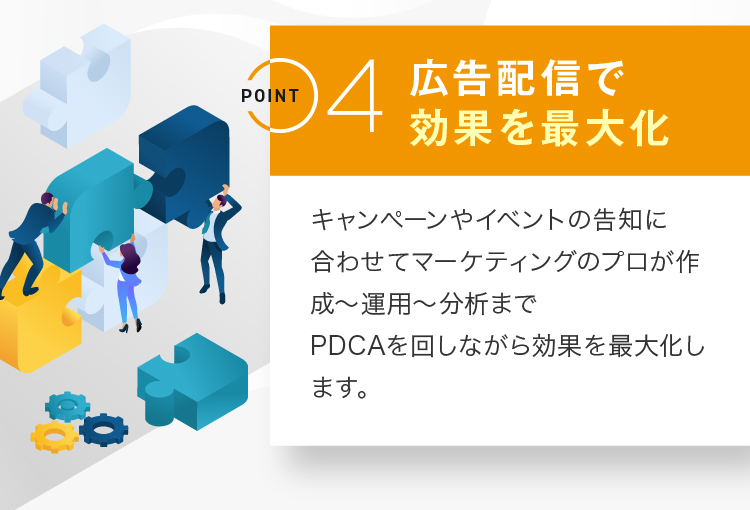 POINT 04
広告配信で
効果を最大化
キャンペーンやイベントの告知に
合わせてマーケティングのプロが作
成～運用～分析まで
PDCAを回しながら効果を最大化し
ます。